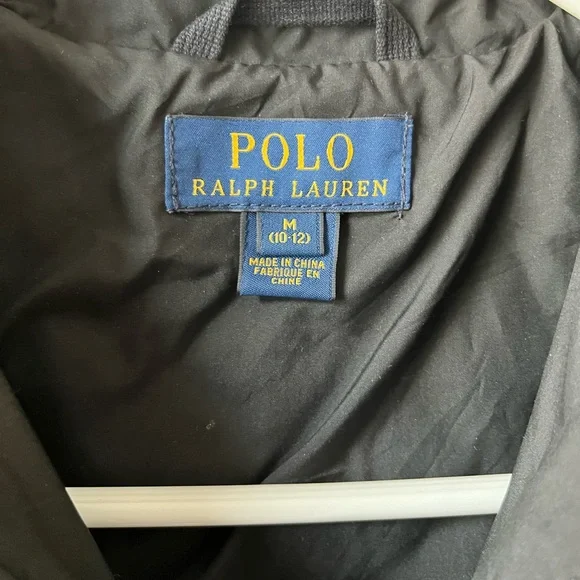 POLO
RALPH LAUREN
M
(10-12)
MADE IN CHINA
FABRIQUE EN
CHINE